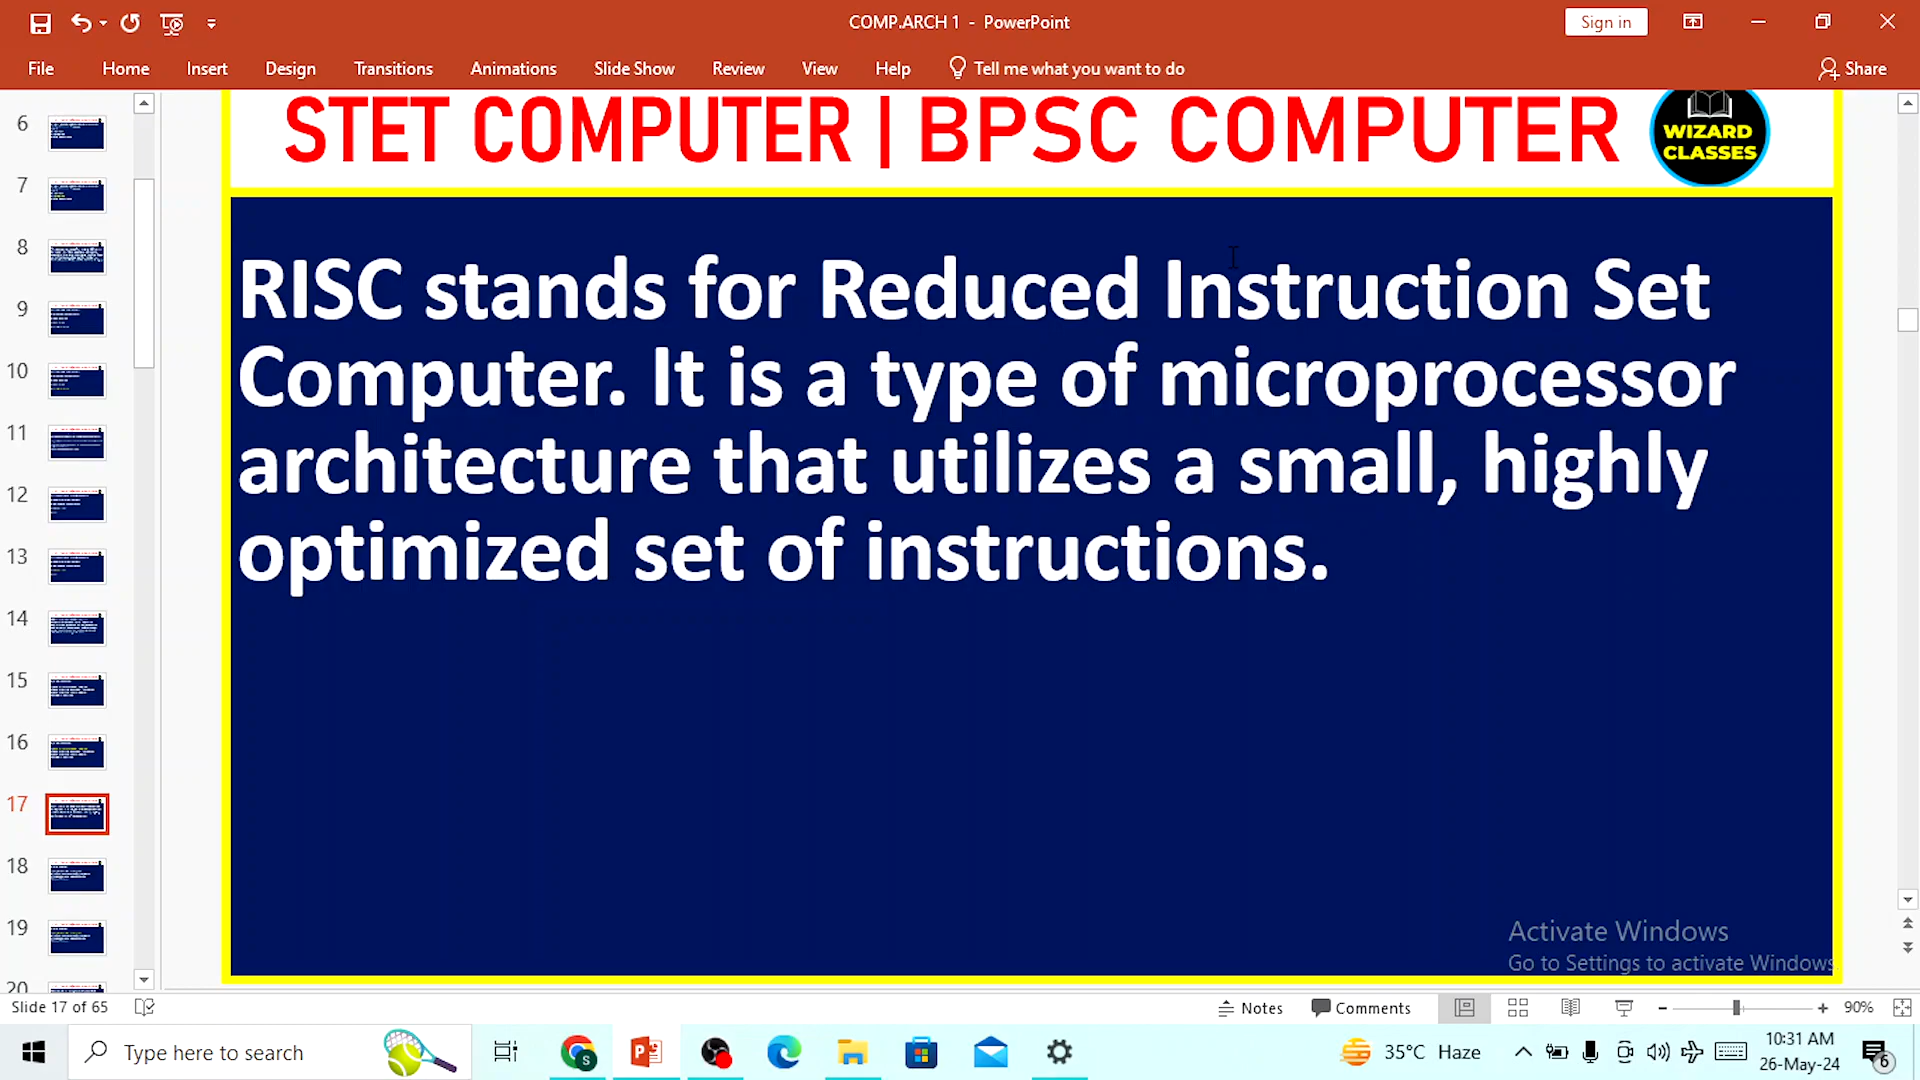 COMP.ARCH 1 - PowerPoint
Sign in
File Home Insert Design Transitions Animations Slide Show Review View Help Tell me what you want to do Share
STET COMPUTER | BPSC COMPUTER
WIZARD
CLASSES
RISC stands for Reduced Instruction Set
Computer. It is a type of microprocessor
architecture that utilizes a small, highly
optimized set of instructions.
6
7
8
9
10
11
12
13
14
15
16
17
18
19
20
Activate Windows
Go to Settings to activate Windows.
Slide 17 of 65 Notes Comments 90%
Type here to search
35°C Haze
10:31 AM
26-May-24
6